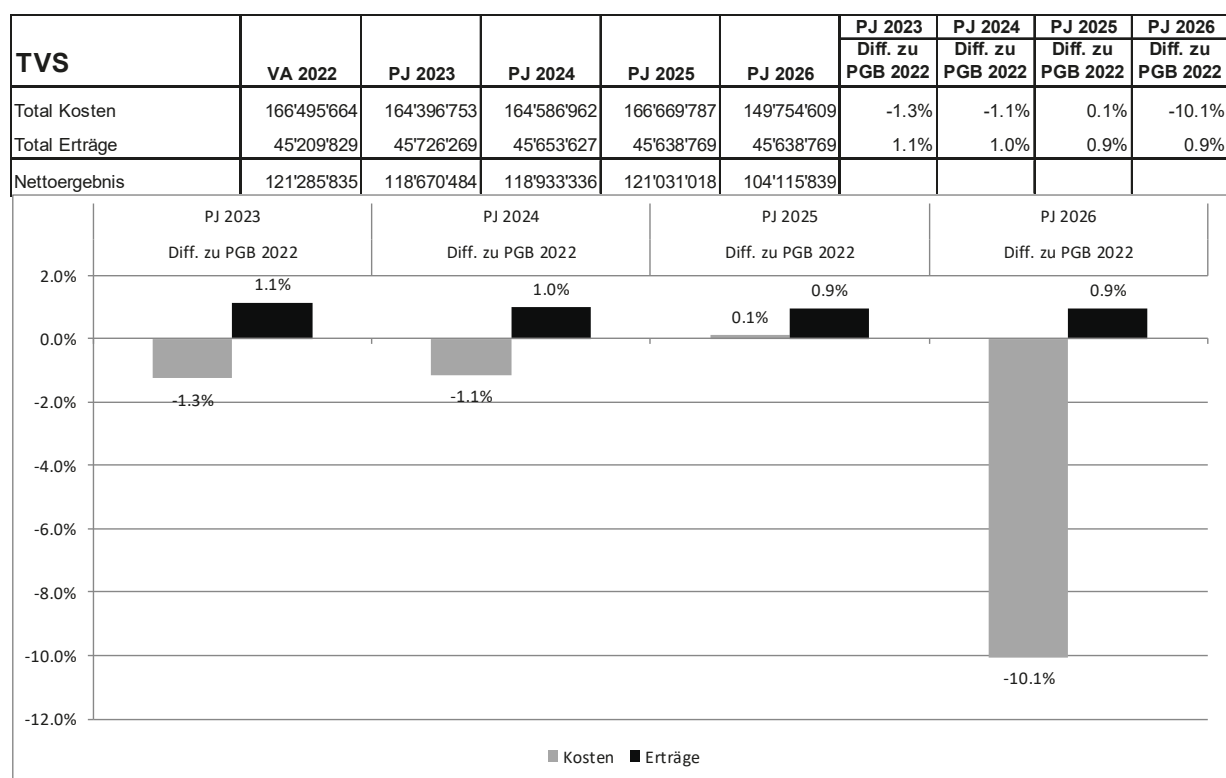 PJ 2023 PJ 2024 PJ 2025 PJ 2026
TVS VA 2022 PJ 2023 PJ 2024 PJ 2025 PJ 2026 Diff. zu PGB 2022 Diff. zu PGB 2022 Diff. zu PGB 2022 Diff. zu PGB 2022
Total Kosten 166'495'664 164'396'753 164'586'962 166'669'787 149'754'609 -1.3% -1.1% 0.1% -10.1%
Total Erträge 45'209'829 45'726'269 45'653'627 45'638'769 45'638'769 1.1% 1.0% 0.9% 0.9%
Nettoergebnis 121'285'835 118'670'484 118'933'336 121'031'018 104'115'839
PJ 2023 PJ 2024 PJ 2025 PJ 2026
Diff. zu PGB 2022 Diff. zu PGB 2022 Diff. zu PGB 2022 Diff. zu PGB 2022
2.0%
1.1% 1.0% 0.1% 0.9% 0.9%
0.0%
-1.3% -1.1%
-2.0%
-4.0%
-6.0%
-8.0%
-10.0%
-10.1%
-12.0%
Kosten Erträge